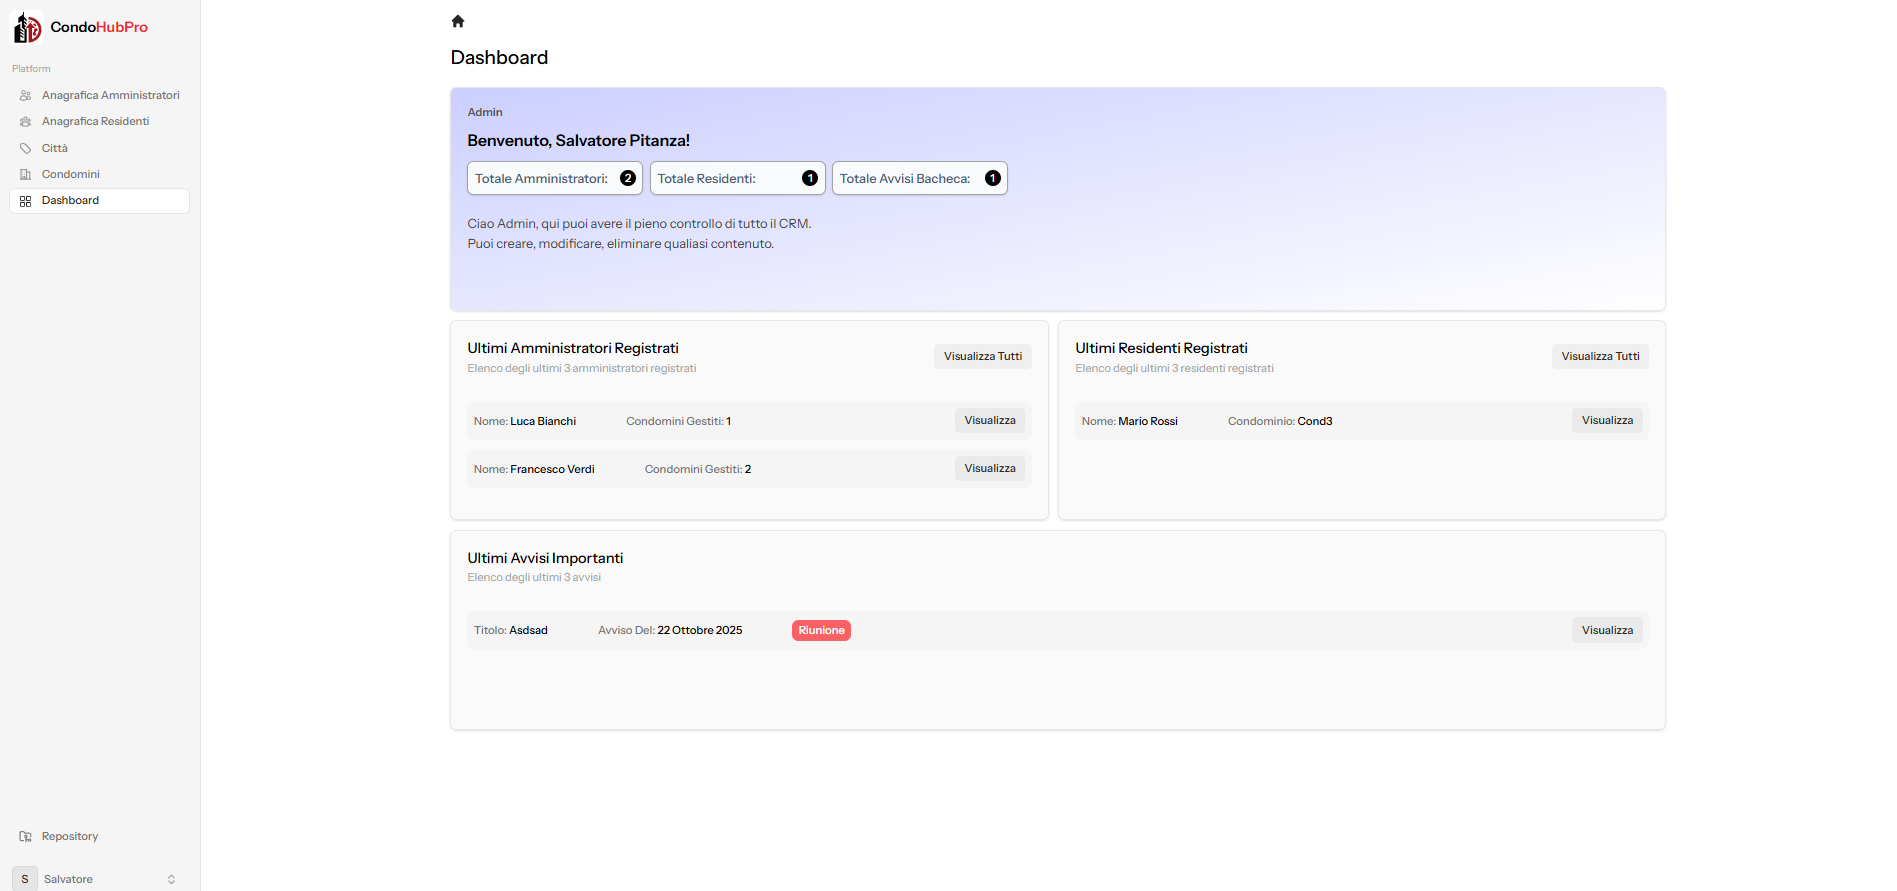 CondoHubPro
Platform
Anagrafica Amministratori
Anagrafica Residenti
Città
Condomini
Dashboard
Repository
S Salvatore
Dashboard
Admin
Benvenuto, Salvatore Pitanza!
Totale Amministratori: 2 Totale Residenti: 1 Totale Avvisi Bacheca: 1
Ciao Admin, qui puoi avere il pieno controllo di tutto il CRM.
Puoi creare, modificare, eliminare qualiasi contenuto.
Ultimi Amministratori Registrati
Elenco degli ultimi 3 amministratori registrati
Visualizza Tutti
Nome: Luca Bianchi Condomini Gestiti: 1 Visualizza
Nome: Francesco Verdi Condomini Gestiti: 2 Visualizza
Ultimi Residenti Registrati
Elenco degli ultimi 3 residenti registrati
Visualizza Tutti
Nome: Mario Rossi Condominio: Cond3 Visualizza
Ultimi Avvisi Importanti
Elenco degli ultimi 3 avvisi
Titolo: Asdsad Avviso Del: 22 Ottobre 2025 Riunione Visualizza